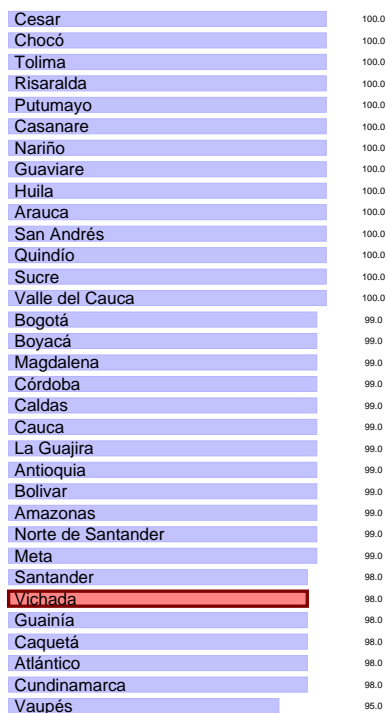 Cesar 100.0
Chocó 100.0
Tolima 100.0
Risaralda 100.0
Putumayo 100.0
Casanare 100.0
Nariño 100.0
Guaviare 100.0
Huila 100.0
Arauca 100.0
San Andrés 100.0
Quindío 100.0
Sucre 100.0
Valle del Cauca 100.0
Bogotá 99.0
Boyacá 99.0
Magdalena 99.0
Córdoba 99.0
Caldas 99.0
Cauca 99.0
La Guajira 99.0
Antioquia 99.0
Bolivar 99.0
Amazonas 99.0
Norte de Santander 99.0
Meta 99.0
Santander 98.0
Vichada 98.0
Guainía 98.0
Caquetá 98.0
Atlántico 98.0
Cundinamarca 98.0
Vaupés 95.0